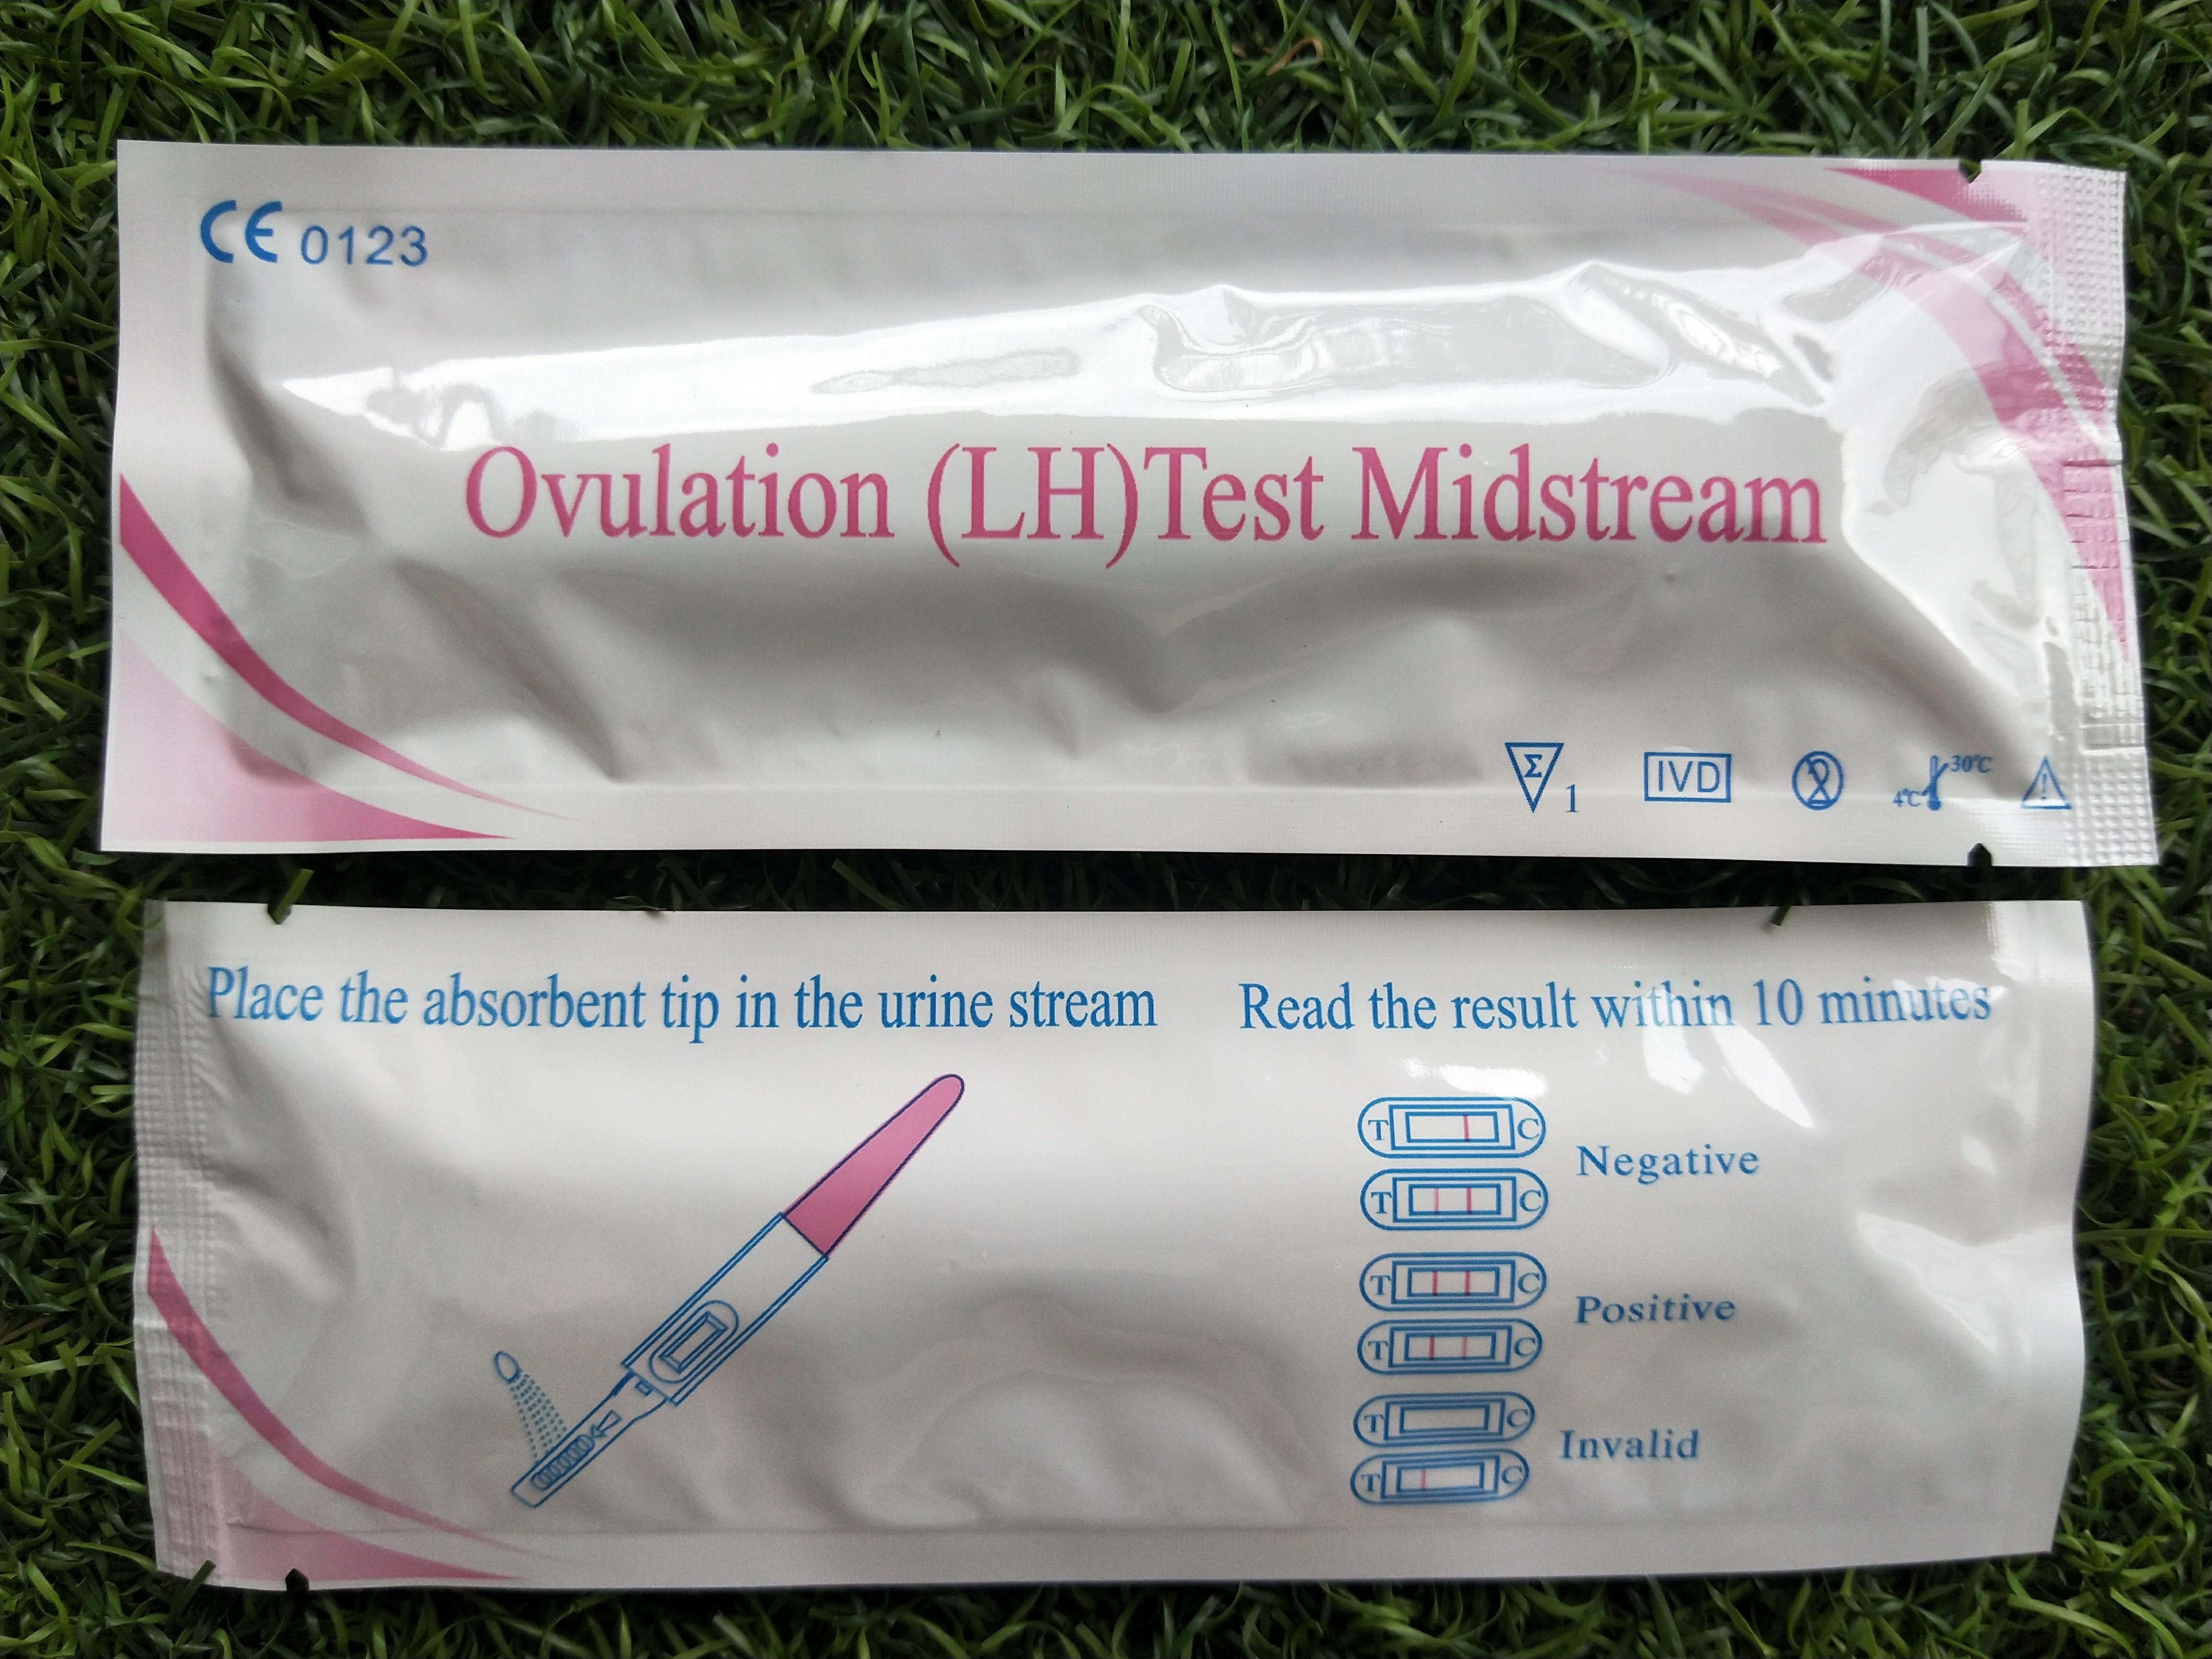 CE 0123
Ovulation (LH)Test Midstream
Σ 1
IVD
2
4°C 30°C
!
Place the absorbent tip in the urine stream
Read the result within 10 minutes
T C
T C
Negative
T C
T C
Positive
T C
T C
Invalid